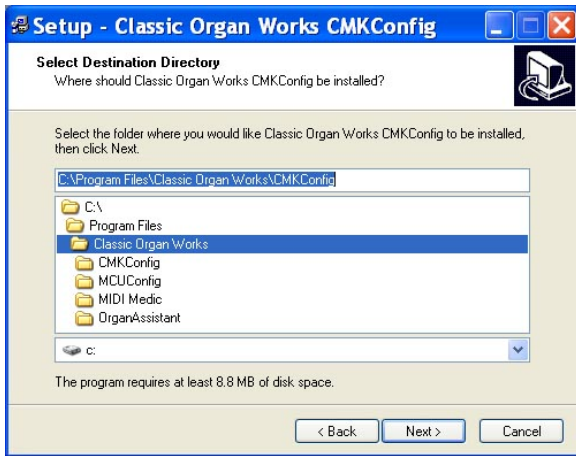 Setup - Classic Organ Works CMKConfig
Select Destination Directory
Where should Classic Organ Works CMKConfig be installed?
Select the folder where you would like Classic Organ Works CMKConfig to be installed,
then click Next.
C:\Program Files\Classic Organ Works\CMKConfig
C:\
Program Files
Classic Organ Works
CMKConfig
MCUConfig
MIDI Medic
OrganAssistant
c:
The program requires at least 8.8 MB of disk space.
< Back Next > Cancel